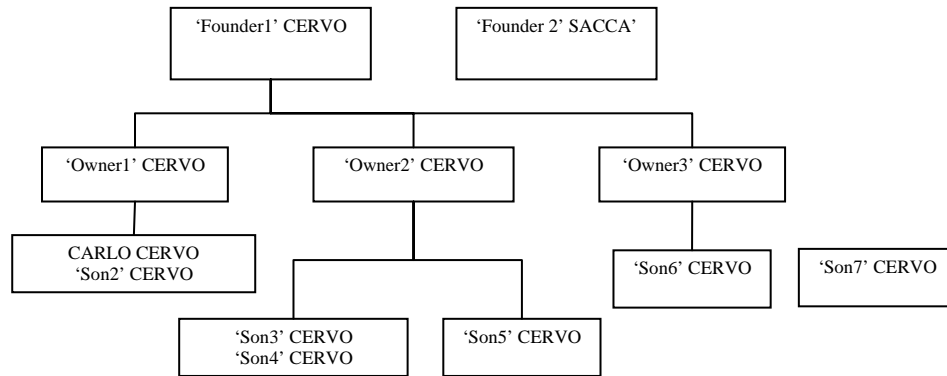 ‘Founder1’ CERVO
‘Founder 2’ SACCA’
‘Owner1’ CERVO
‘Owner2’ CERVO
‘Owner3’ CERVO
CARLO CERVO
‘Son2’ CERVO
‘Son6’ CERVO
‘Son7’ CERVO
‘Son3’ CERVO
‘Son4’ CERVO
‘Son5’ CERVO